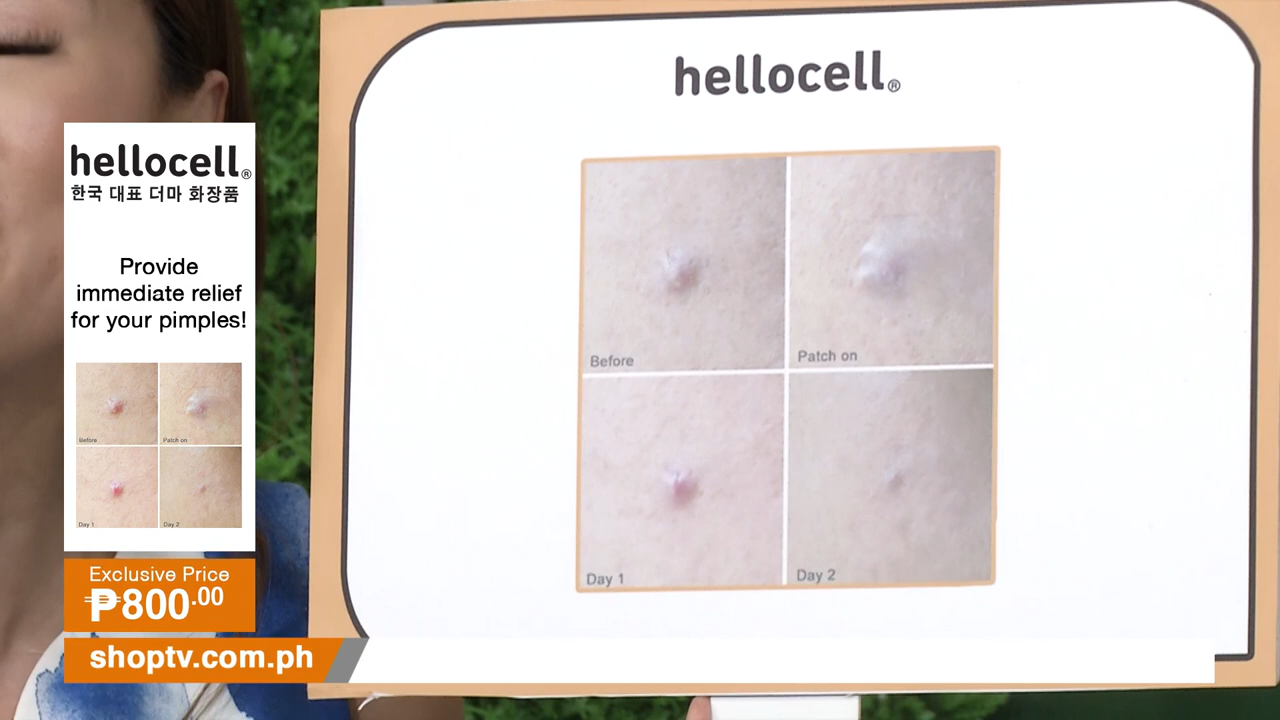 hellocell®
한국 대표 더마 화장품
Provide
immediate relief
for your pimples!
Before
Patch on
Day 1
Day 2
Exclusive Price
₱800.00
shoptv.com.ph
hellocell®
Before
Patch on
Day 1
Day 2